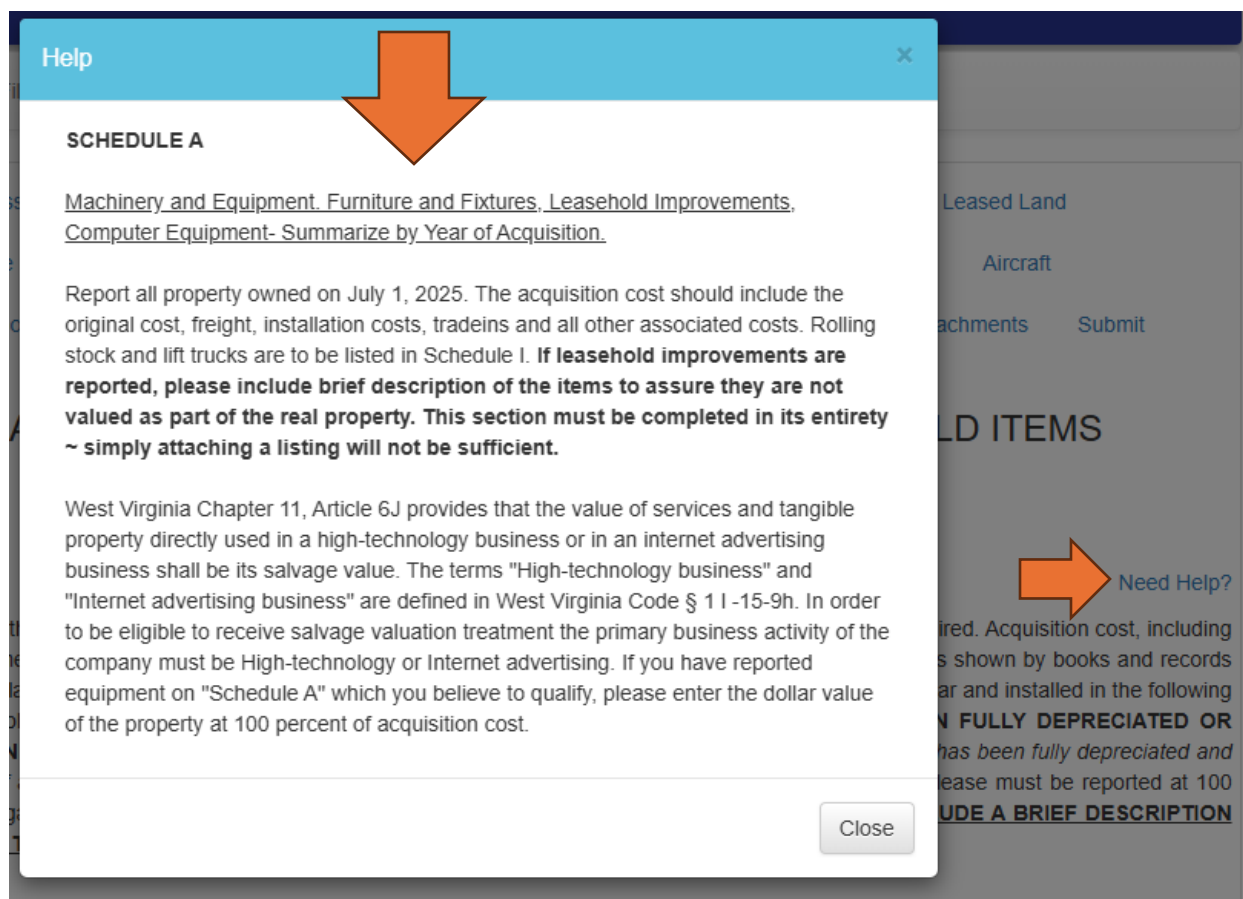 Help ×
SCHEDULE A
Machinery and Equipment. Furniture and Fixtures, Leasehold Improvements,
Computer Equipment- Summarize by Year of Acquisition.
Report all property owned on July 1, 2025. The acquisition cost should include the
original cost, freight, installation costs, tradeins and all other associated costs. Rolling
stock and lift trucks are to be listed in Schedule I. If leasehold improvements are
reported, please include brief description of the items to assure they are not
valued as part of the real property. This section must be completed in its entirety
~ simply attaching a listing will not be sufficient.
West Virginia Chapter 11, Article 6J provides that the value of services and tangible
property directly used in a high-technology business or in an internet advertising
business shall be its salvage value. The terms "High-technology business" and
"Internet advertising business" are defined in West Virginia Code § 1 I -15-9h. In order
to be eligible to receive salvage valuation treatment the primary business activity of the
company must be High-technology or Internet advertising. If you have reported
equipment on "Schedule A" which you believe to qualify, please enter the dollar value
of the property at 100 percent of acquisition cost.
Close
Leased Land
Aircraft
achments Submit
LD ITEMS
Need Help?
ired. Acquisition cost, including
s shown by books and records
ar and installed in the following
N FULLY DEPRECIATED OR
has been fully depreciated and
lease must be reported at 100
UDE A BRIEF DESCRIPTION